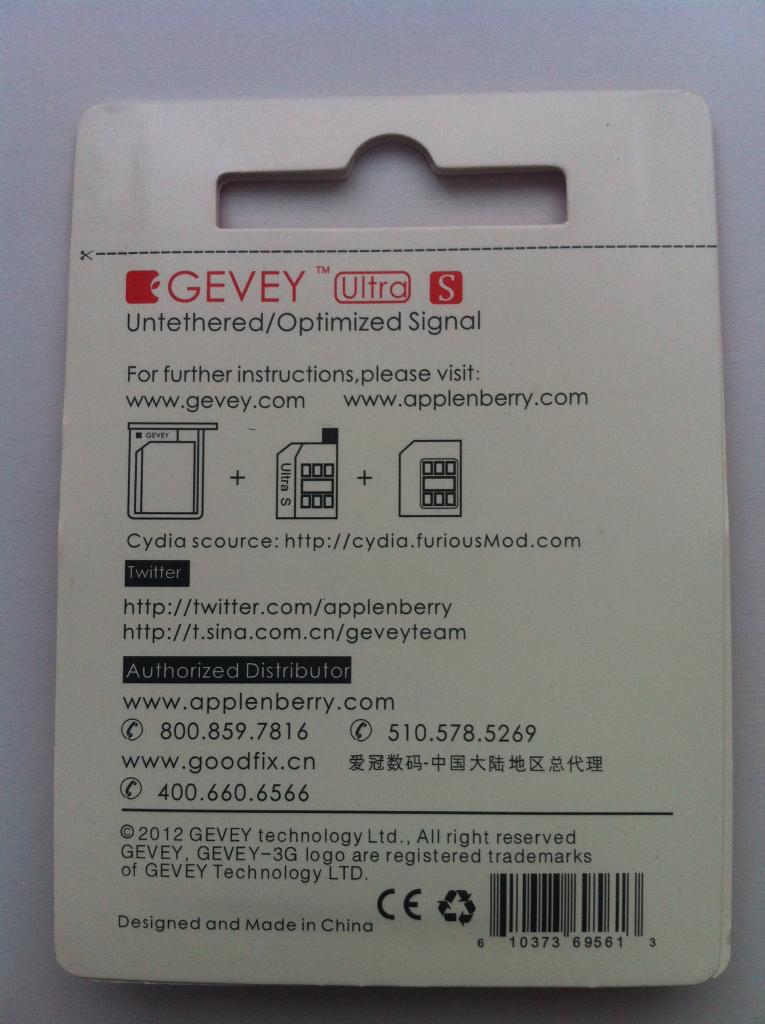 GEVEY™ Ultra S
Untethered/Optimized Signal
For further instructions,please visit:
www.gevey.com www.applenberry.com
GEVEY
Ultra S
+ +
Cydia scource: http://cydia.furiousMod.com
Twitter
http://twitter.com/applenberry
http://t.sina.com.cn/geveyteam
Authorized Distributor
www.applenberry.com
✆ 800.859.7816 ✆ 510.578.5269
www.goodfix.cn 爱冠数码-中国大陆地区总代理
✆ 400.660.6566
©2012 GEVEY technology Ltd., All right reserved
GEVEY, GEVEY-3G logo are registered trademarks
of GEVEY Technology LTD.
Designed and Made in China CE
6 10373 69561 3